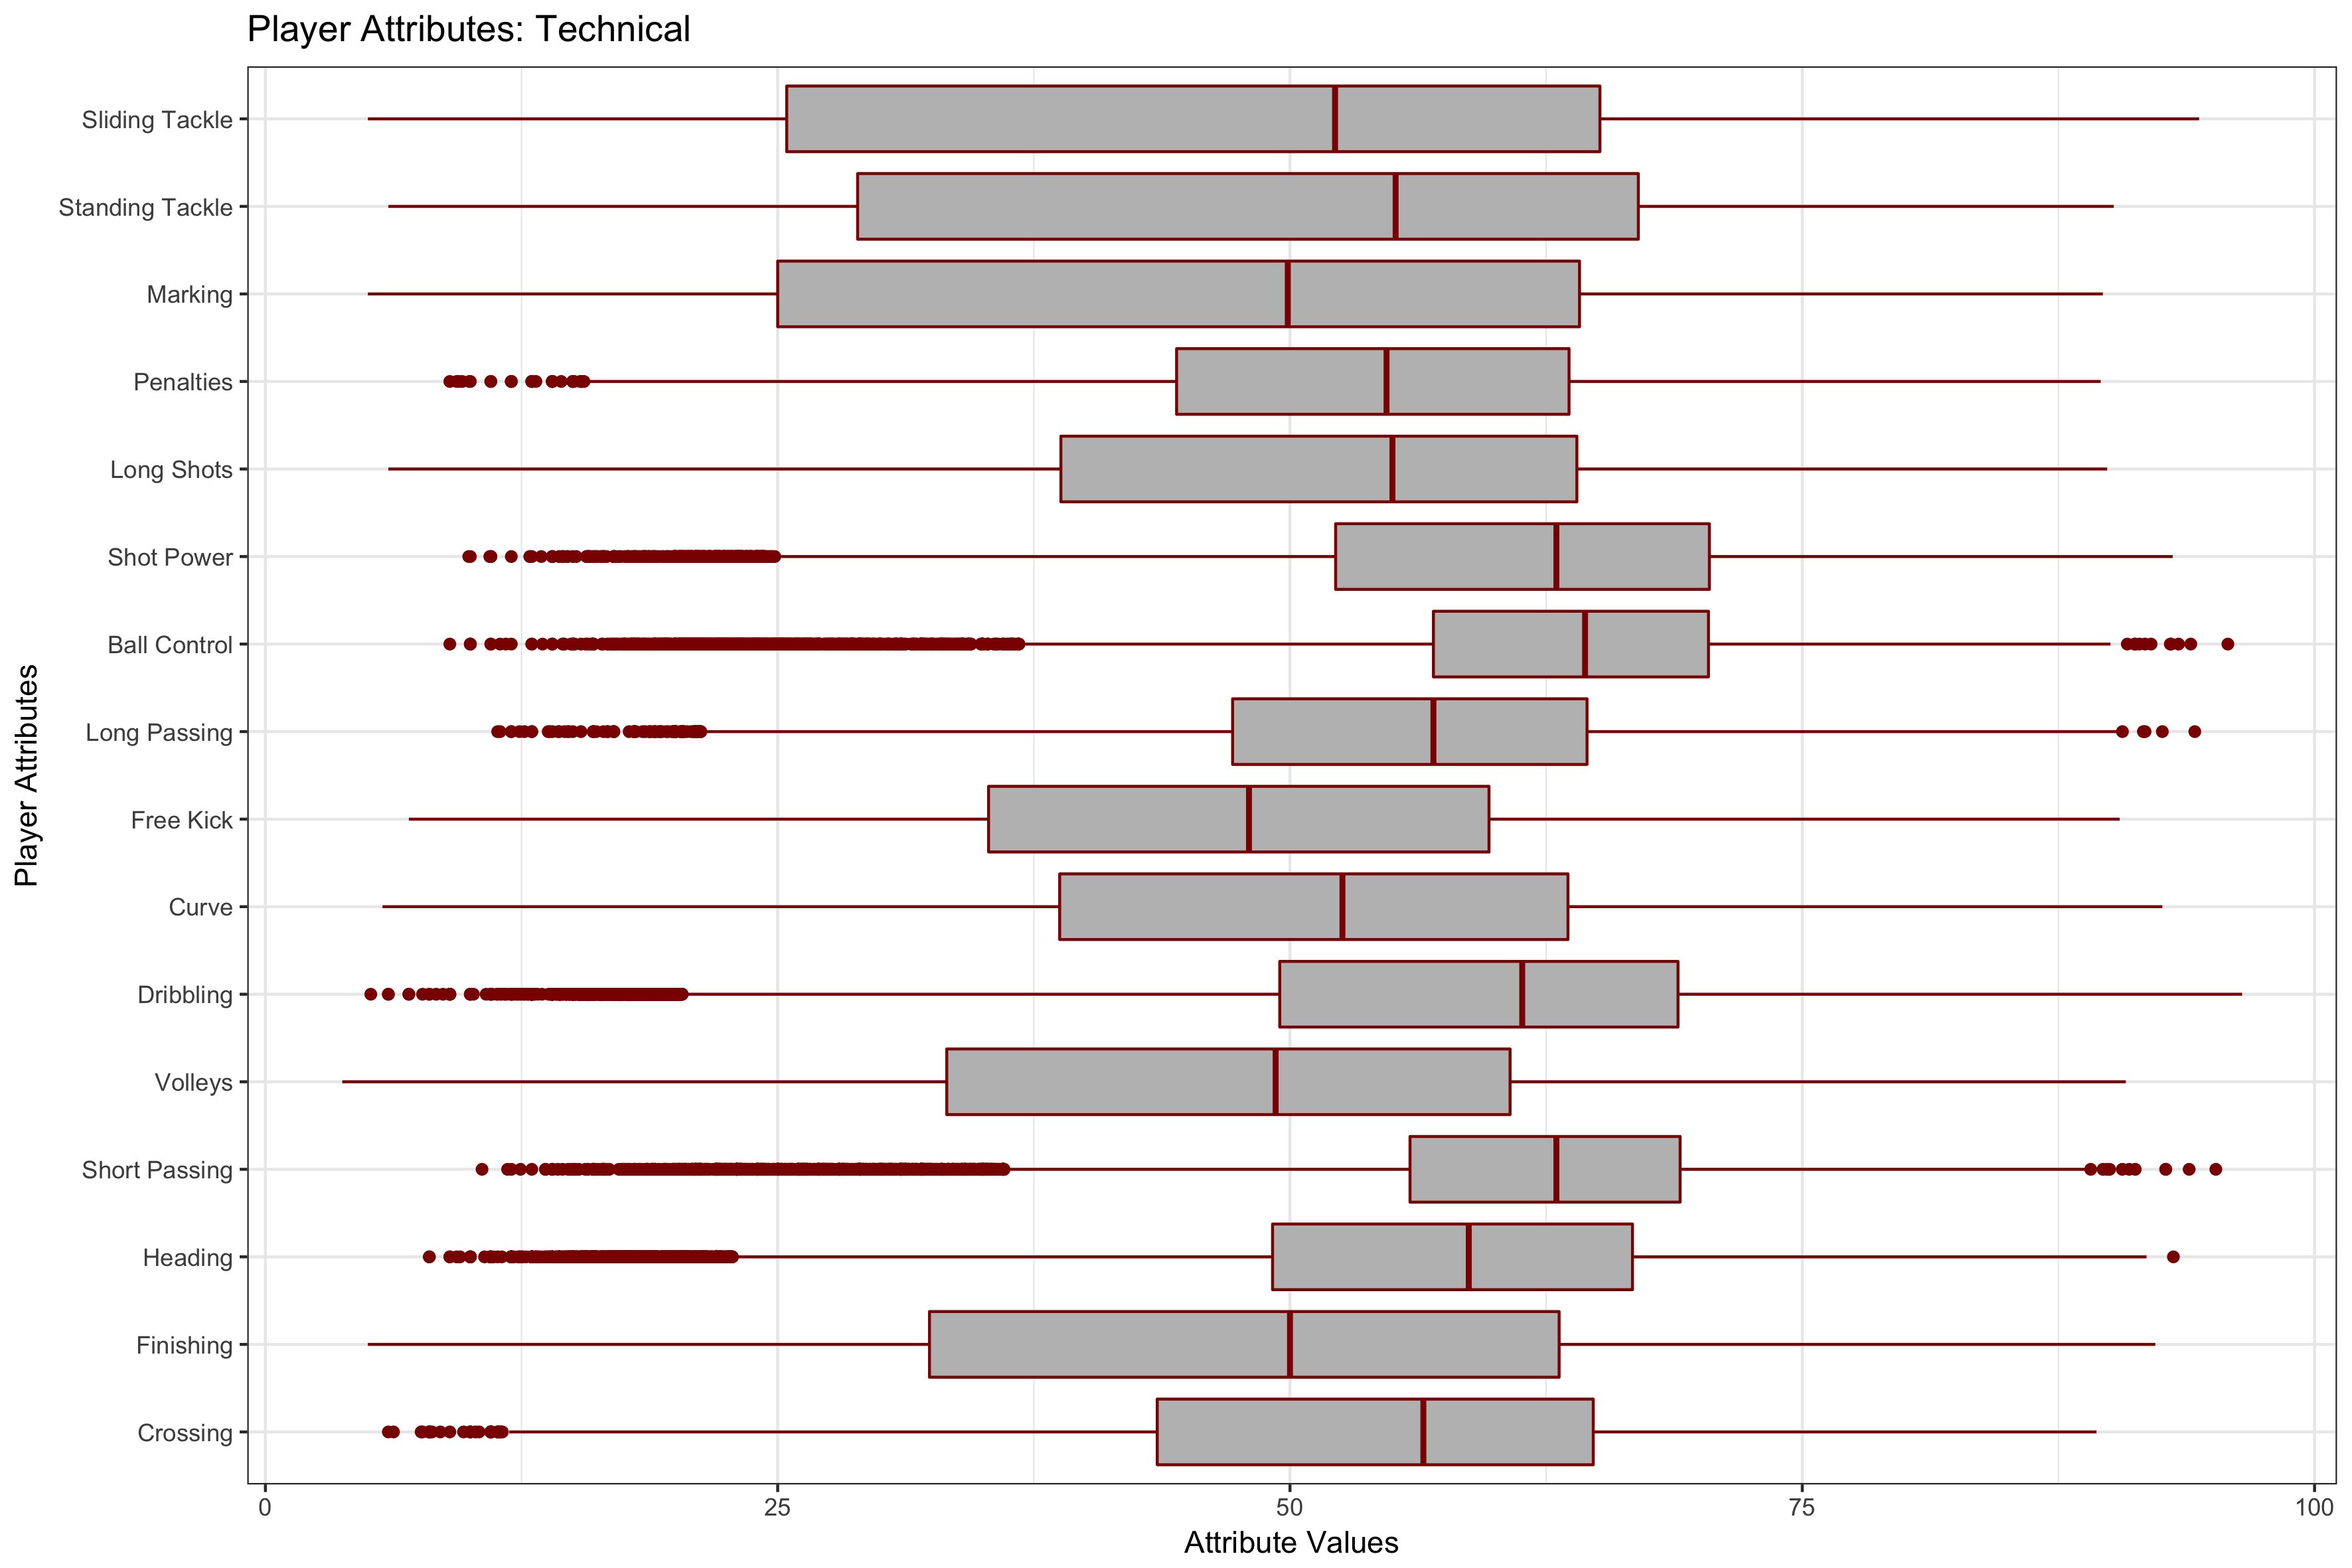 Player Attributes: Technical
Player Attributes
Sliding Tackle
Standing Tackle
Marking
Penalties
Long Shots
Shot Power
Ball Control
Long Passing
Free Kick
Curve
Dribbling
Volleys
Short Passing
Heading
Finishing
Crossing
0 25 50 75 100
Attribute Values